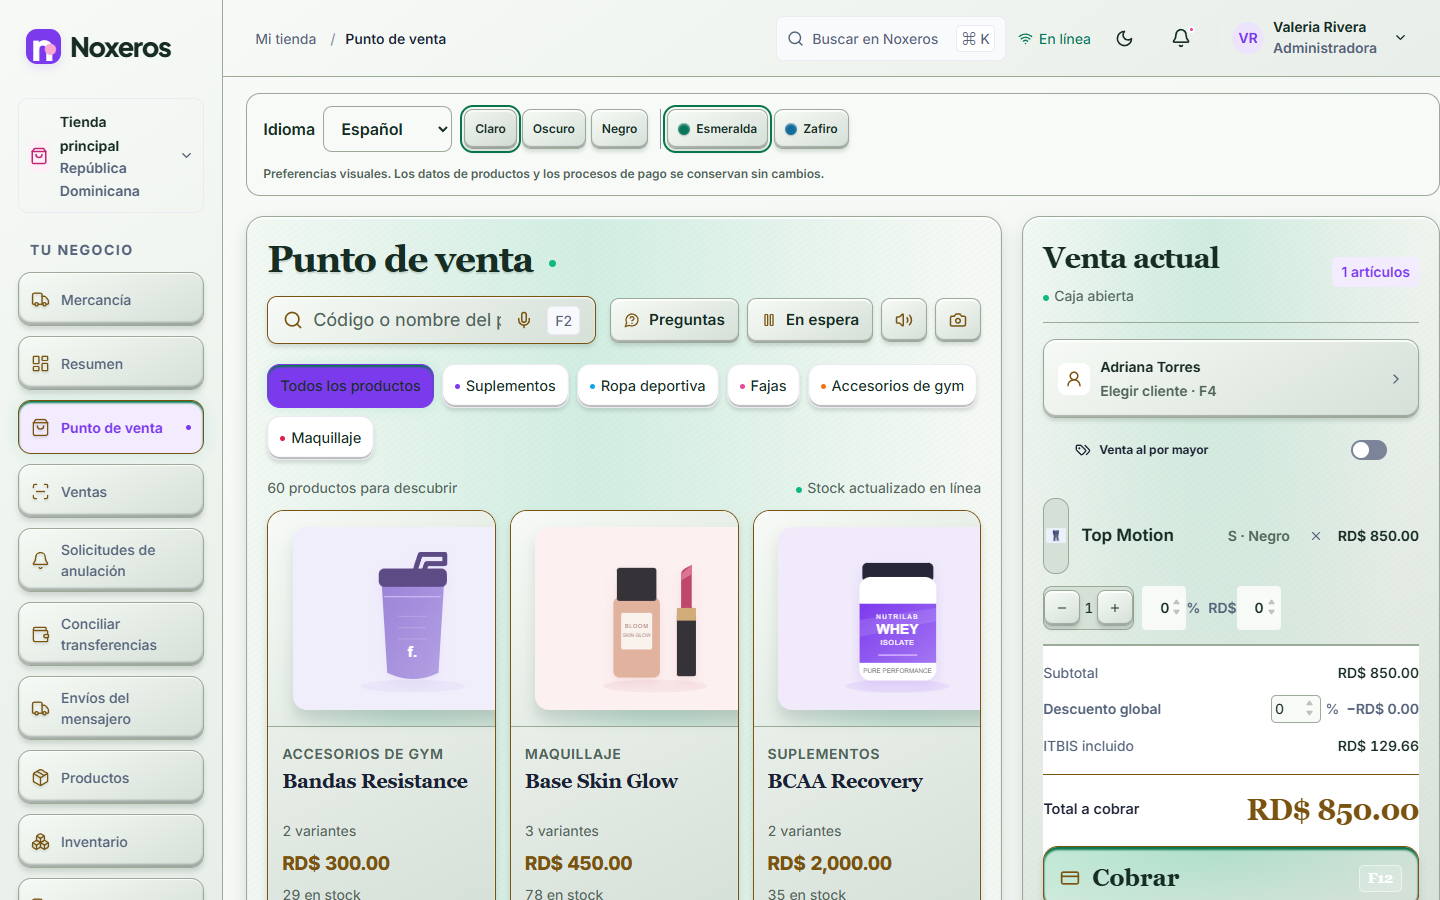 Noxeros
Mi tienda / Punto de venta
Buscar en Noxeros ⌘ K
En línea
VR
Valeria Rivera
Administradora
Tienda principal
República Dominicana
TU NEGOCIO
Mercancía
Resumen
Punto de venta
Ventas
Solicitudes de anulación
Conciliar transferencias
Envíos del mensajero
Productos
Inventario
Idioma Español Claro Oscuro Negro Esmeralda Zafiro
Preferencias visuales. Los datos de productos y los procesos de pago se conservan sin cambios.
Punto de venta
Código o nombre del p F2
Preguntas
En espera
Todos los productos
Suplementos
Ropa deportiva
Fajas
Accesorios de gym
Maquillaje
60 productos para descubrir
Stock actualizado en línea
f.
ACCESORIOS DE GYM
Bandas Resistance
2 variantes
RD$ 300.00
29 en stock
BLOOM
SKIN GLOW
MAQUILLAJE
Base Skin Glow
3 variantes
RD$ 450.00
78 en stock
NUTRILAB
WHEY
ISOLATE
PURE PERFORMANCE
SUPLEMENTOS
BCAA Recovery
2 variantes
RD$ 2,000.00
35 en stock
Venta actual
Caja abierta
1 artículos
Adriana Torres
Elegir cliente · F4
Venta al por mayor
Top Motion S · Negro × RD$ 850.00
− 1 + 0 % RD$ 0
Subtotal RD$ 850.00
Descuento global 0 % −RD$ 0.00
ITBIS incluido RD$ 129.66
Total a cobrar RD$ 850.00
Cobrar F12